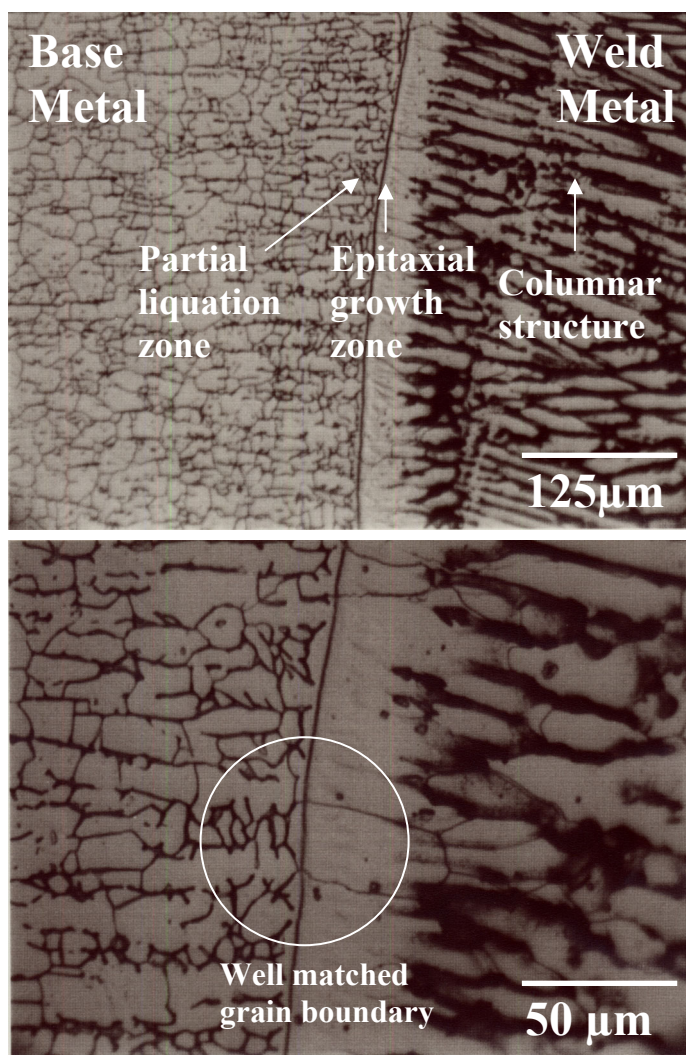 Base
Metal
Weld
Metal
Partial
liquation
zone
Epitaxial
growth
zone
Columnar
structure
125µm
Well matched
grain boundary
50 µm